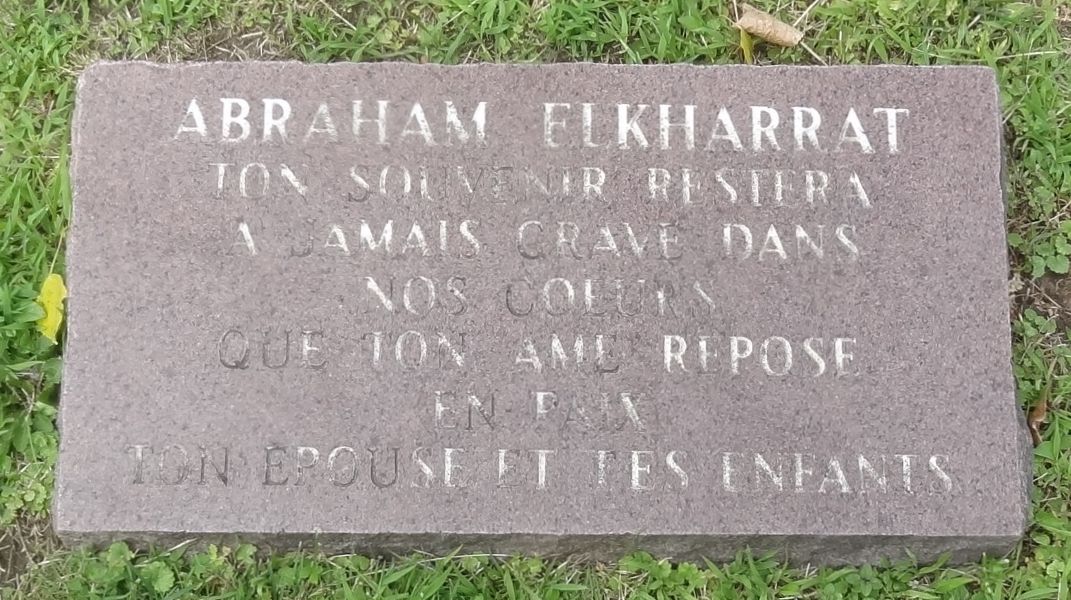 ABRAHAM ELKHARRAT
TON SOUVENIR RESTERA
A JAMAIS GRAVE DANS
NOS COEURS
QUE TON AME REPOSE
EN PAIX
TON EPOUSE ET TES ENFANTS